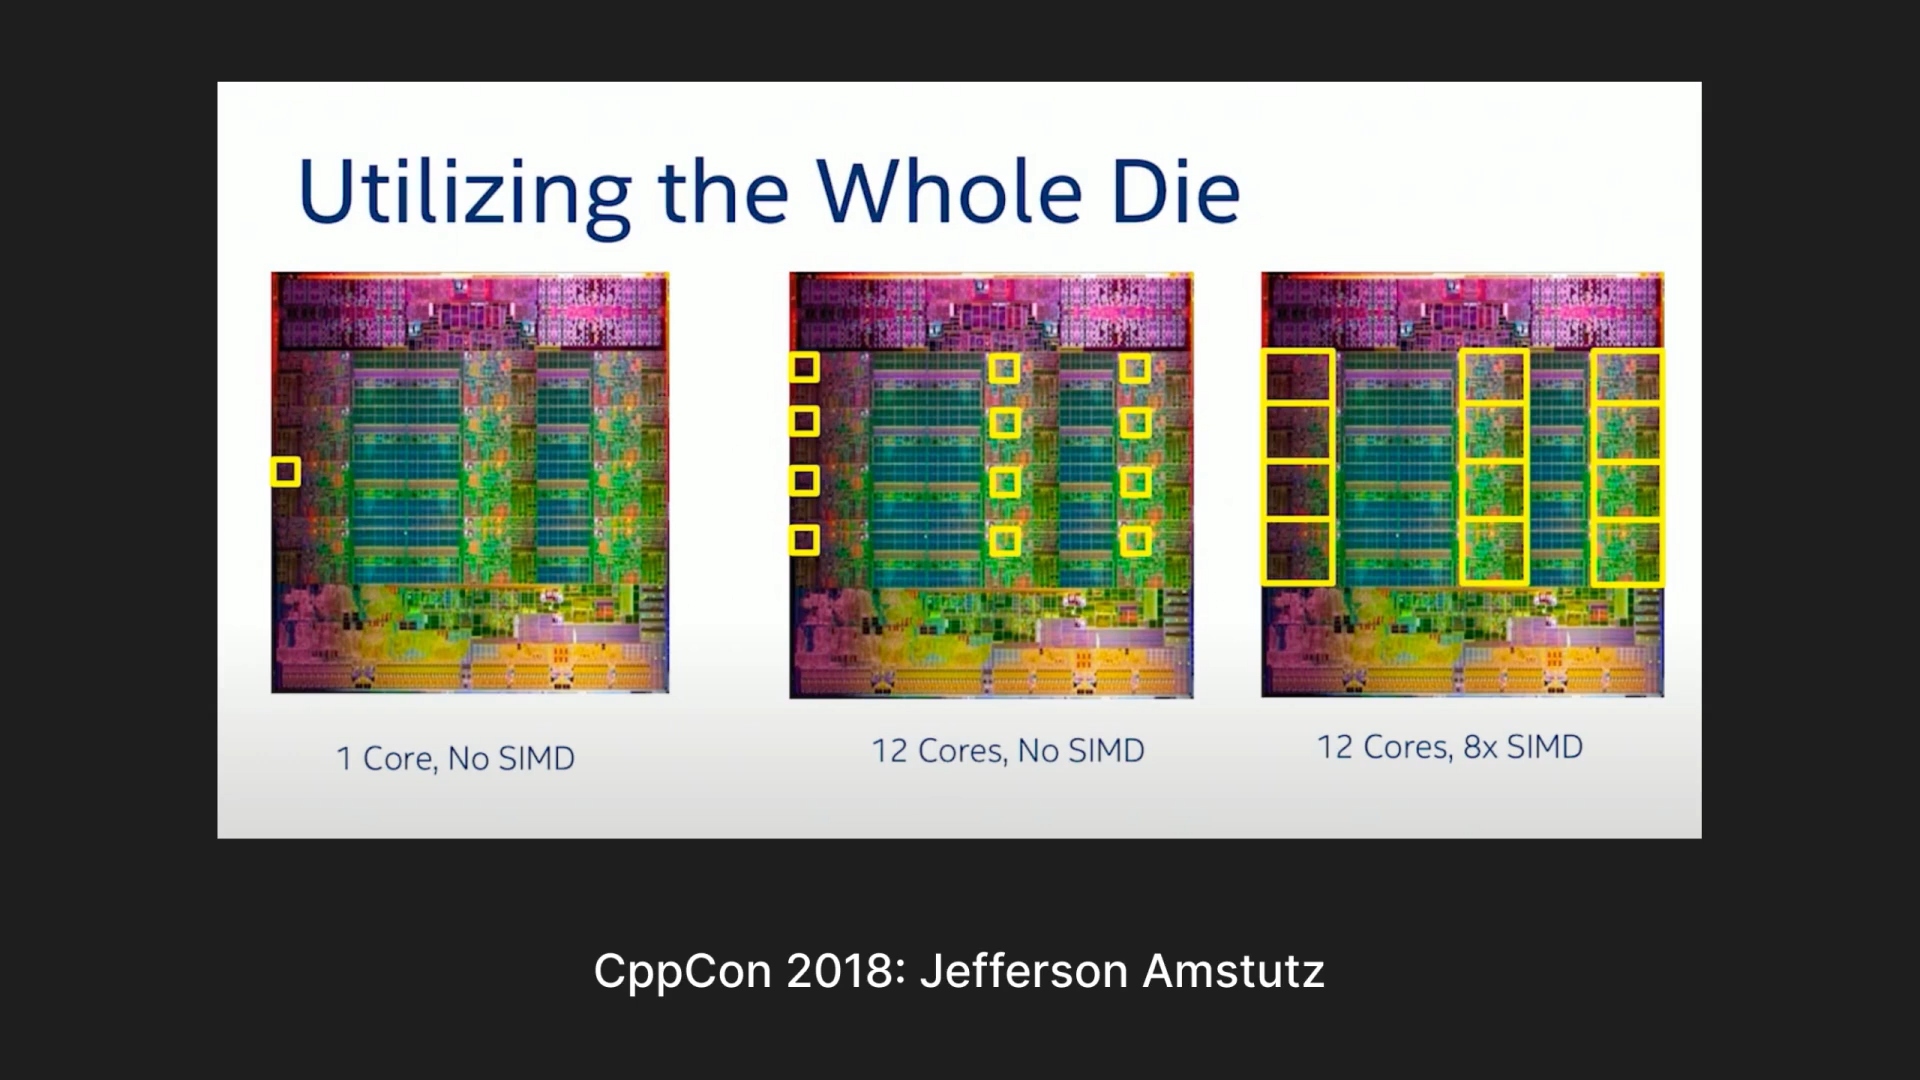 Utilizing the Whole Die
1 Core, No SIMD
12 Cores, No SIMD
12 Cores, 8x SIMD
CppCon 2018: Jefferson Amstutz